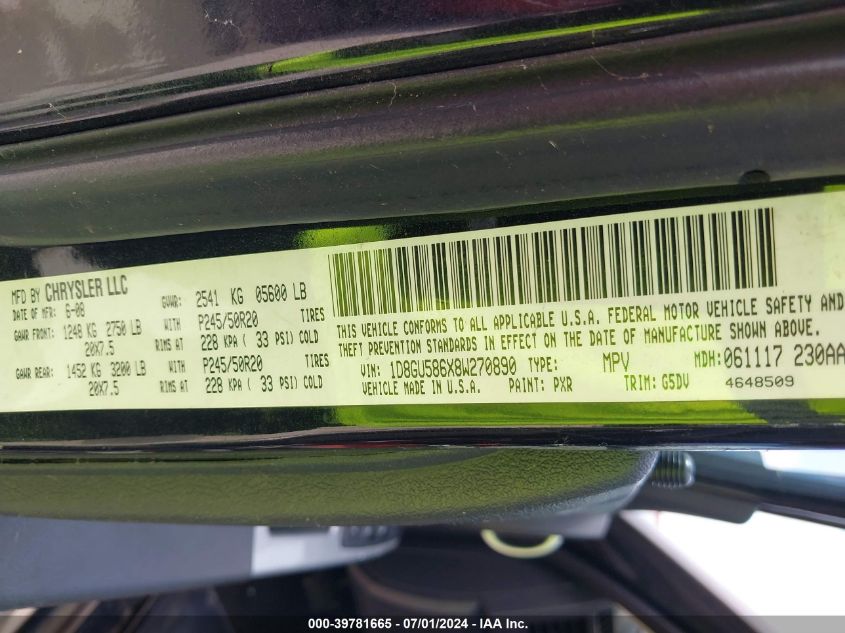 MFD BY CHRYSLER LLC
DATE OF MFR: 6-08 GVWR: 2541 KG 05600 LB
GAWR FRONT: 1248 KG 2750 LB WITH P245/50R20 TIRES
20X7.5 RIMS AT 228 KPA ( 33 PSI) COLD
GAWR REAR: 1452 KG 3200 LB WITH P245/50R20 TIRES
20X7.5 RIMS AT 228 KPA ( 33 PSI) COLD
THIS VEHICLE CONFORMS TO ALL APPLICABLE U.S.A. FEDERAL MOTOR VEHICLE SAFETY AND
THEFT PREVENTION STANDARDS IN EFFECT ON THE DATE OF MANUFACTURE SHOWN ABOVE.
VIN: 1D8GU586X8W270890 TYPE: MPV MDH: 061117 230AA
VEHICLE MADE IN U.S.A. PAINT: PXR TRIM: G5DV 4648509
000-39781665 - 07/01/2024 - IAA Inc.